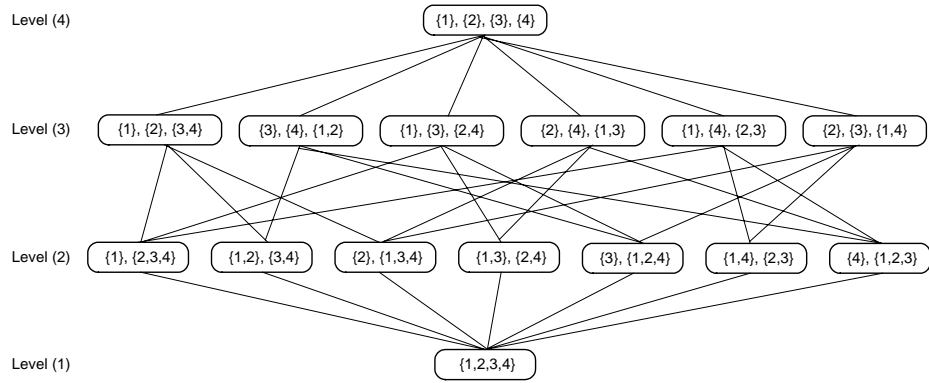 Level (4) {1}, {2}, {3}, {4}
Level (3) {1}, {2}, {3,4} {3}, {4}, {1,2} {1}, {3}, {2,4} {2}, {4}, {1,3} {1}, {4}, {2,3} {2}, {3}, {1,4}
Level (2) {1}, {2,3,4} {1,2}, {3,4} {2}, {1,3,4} {1,3}, {2,4} {3}, {1,2,4} {1,4}, {2,3} {4}, {1,2,3}
Level (1) {1,2,3,4}